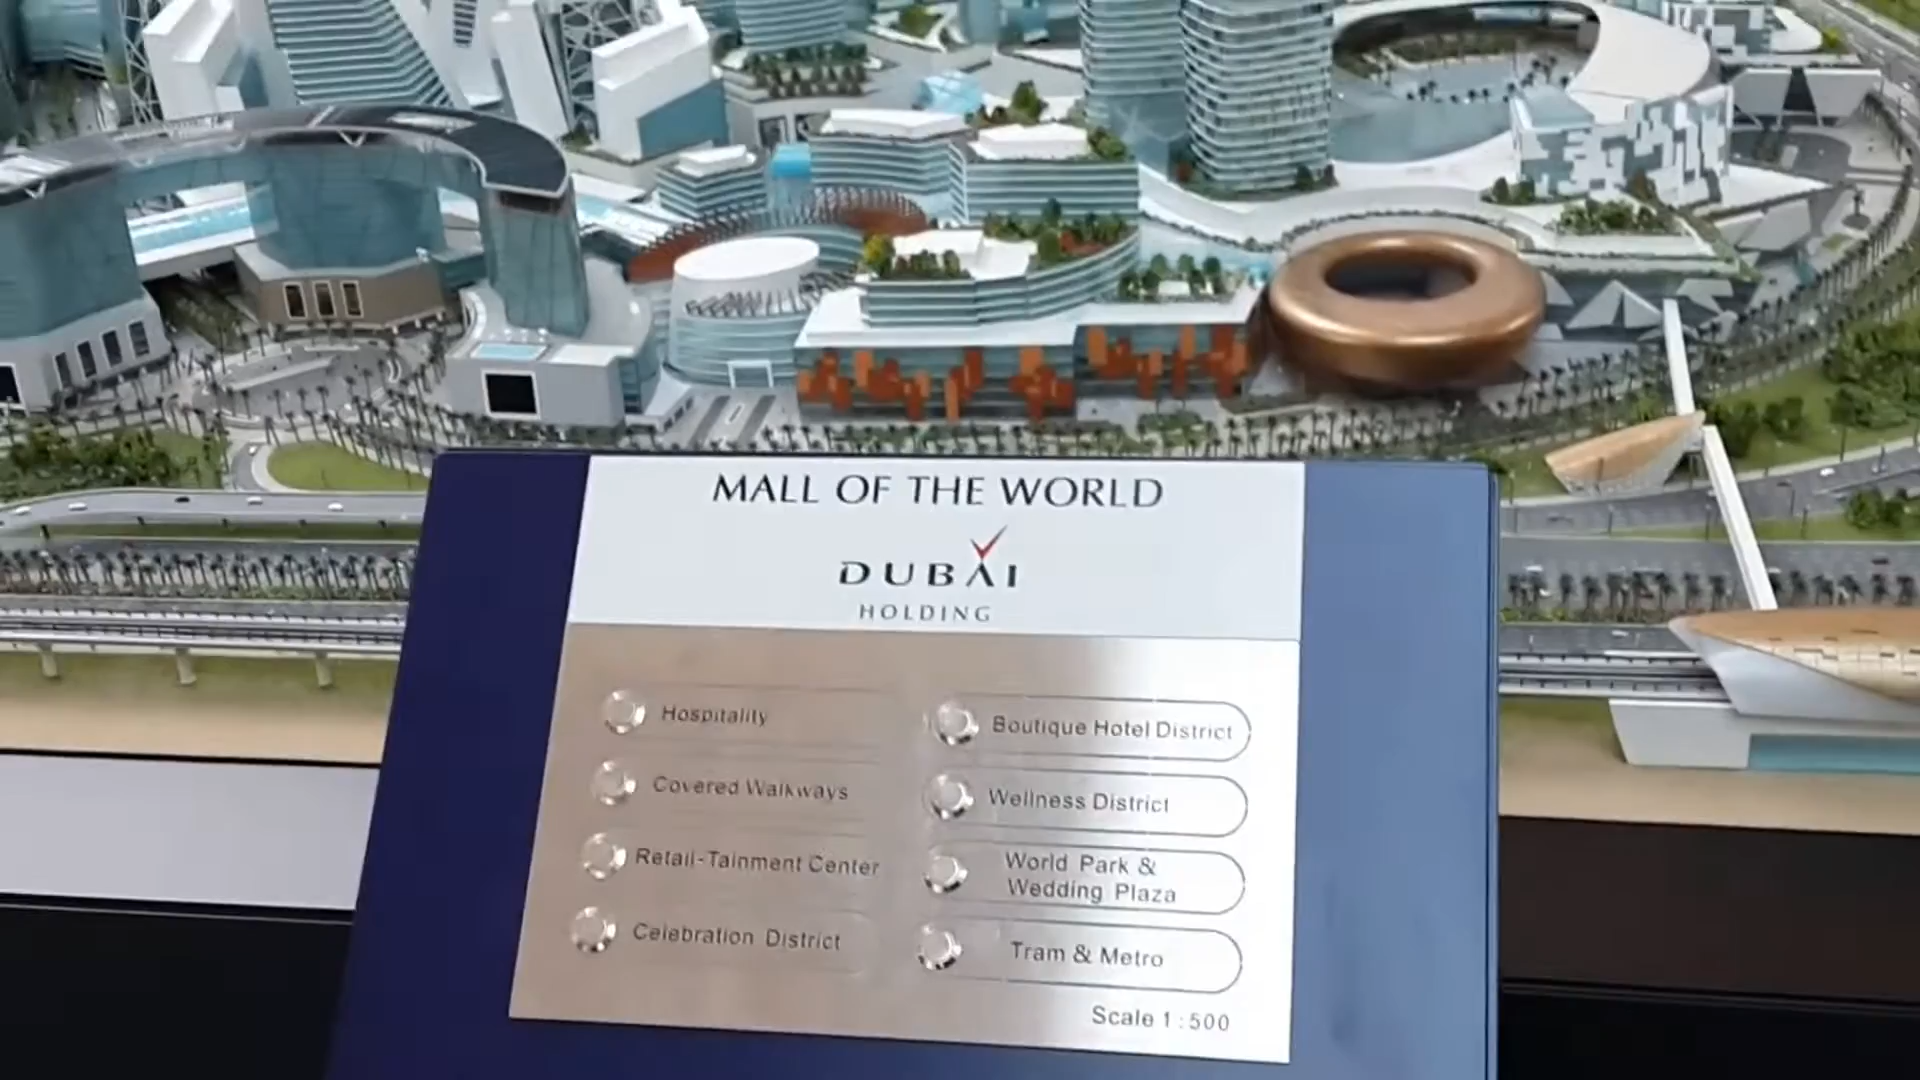 MALL OF THE WORLD
DUBAI
HOLDING
Hospitality
Covered Walkways
Retail-Tainment Center
Celebration District
Boutique Hotel District
Wellness District
World Park &
Wedding Plaza
Tram & Metro
Scale 1:500